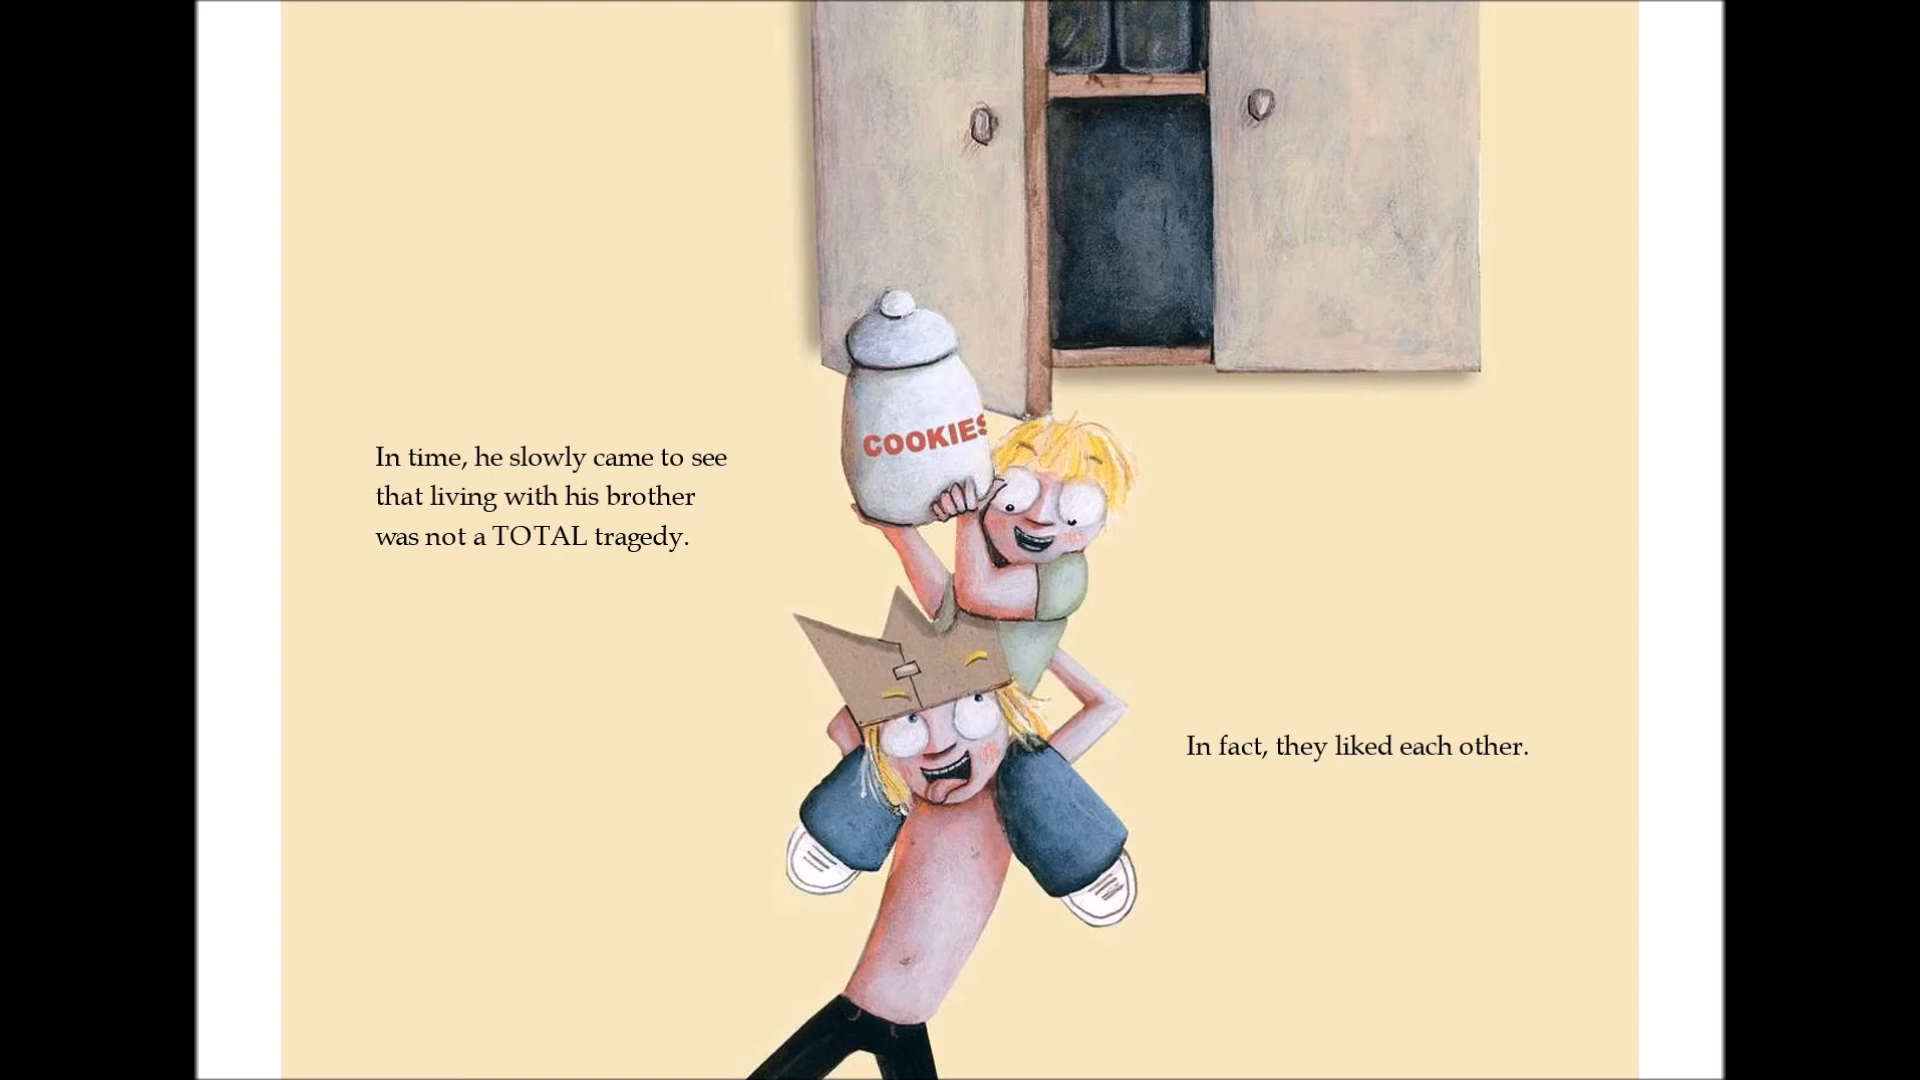 COOKIES
In time, he slowly came to see
that living with his brother
was not a TOTAL tragedy.
In fact, they liked each other.